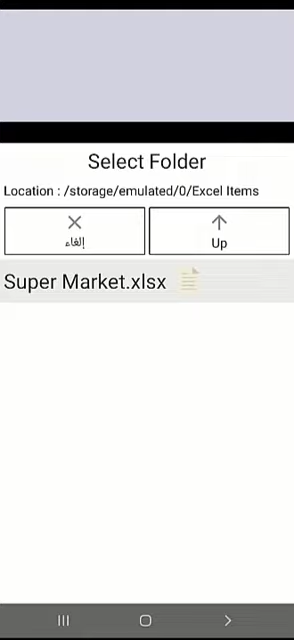 Select Folder
Location : /storage/emulated/0/Excel Items
إلغاء
Up
Super Market.xlsx